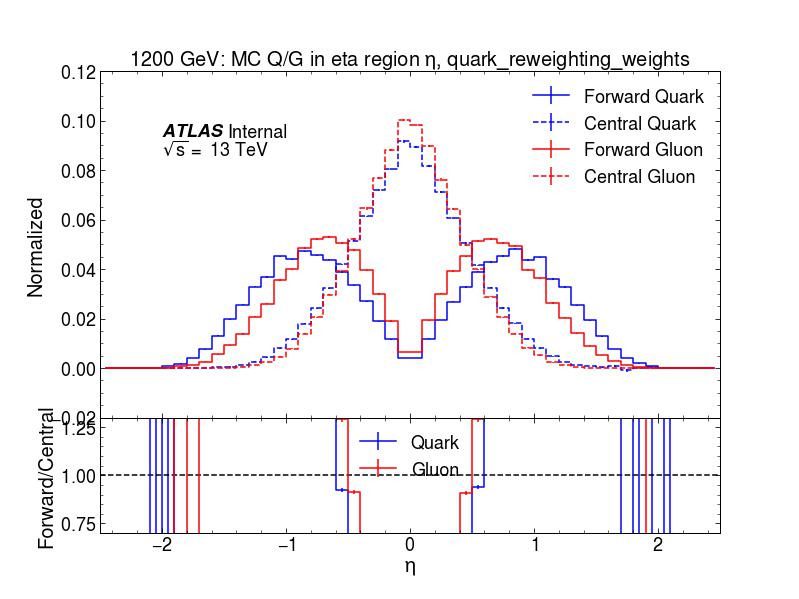 1200 GeV: MC Q/G in eta region η, quark_reweighting_weights
0.12
0.10
0.08
0.06
0.04
0.02
0.00
−0.02
Normalized
ATLAS Internal
√s = 13 TeV
Forward Quark
Central Quark
Forward Gluon
Central Gluon
1.25
1.00
0.75
Forward/Central
Quark
Gluon
−2
−1
0
1
2
η